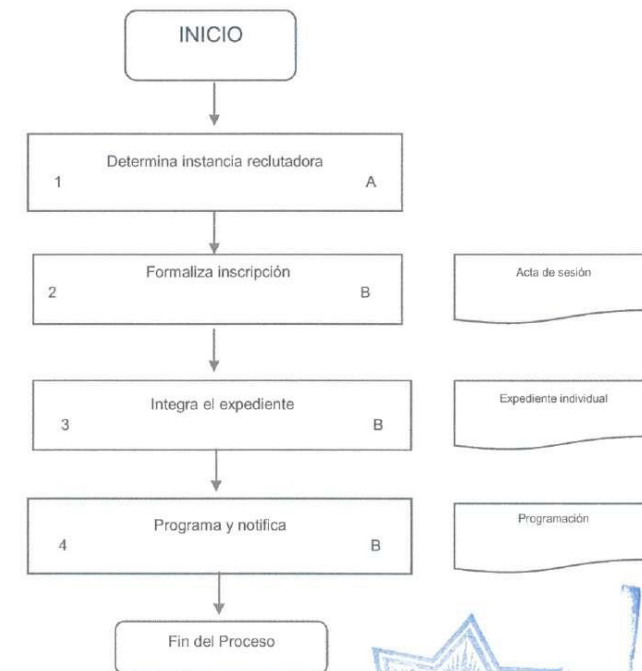 INICIO
Determina instancia reclutadora
1 A
Formaliza inscripción
2 B
Acta de sesión
Integra el expediente
3 B
Expediente individual
Programa y notifica
4 B
Programación
Fin del Proceso